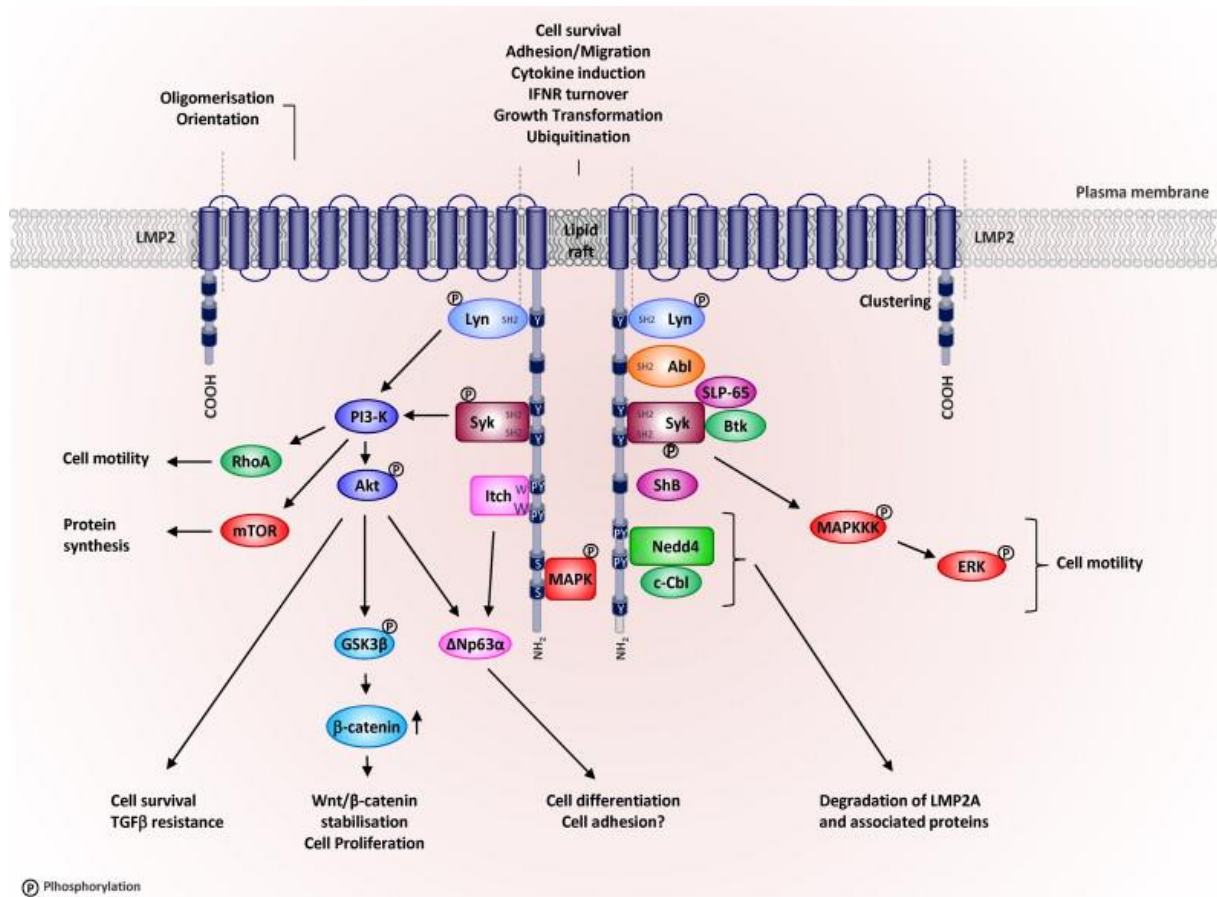 Cell survival
Adhesion/Migration
Cytokine induction
IFNR turnover
Growth Transformation
Ubiquitination
Oligomerisation
Orientation
Plasma membrane
LMP2
Lipid
raft
LMP2
Clustering
COOH
COOH
P
Lyn
SH2
Y
Y
SH2
Lyn
P
SH2
Abl
SLP-65
P
Syk
SH2
SH2
Y
Y
Y
Y
SH2
SH2
Syk
Btk
P
PI3-K
RhoA
Cell motility
Akt
P
mTOR
Protein
synthesis
Itch
W
W
PY
PY
ShB
PY
PY
Nedd4
c-Cbl
MAPKKK
P
ERK
P
Cell motility
S
S
MAPK
P
Y
NH2
NH2
GSK3β
P
ΔNp63α
β-catenin
Cell survival
TGFβ resistance
Wnt/β-catenin
stabilisation
Cell Proliferation
Cell differentiation
Cell adhesion?
Degradation of LMP2A
and associated proteins
P Plhosphorylation